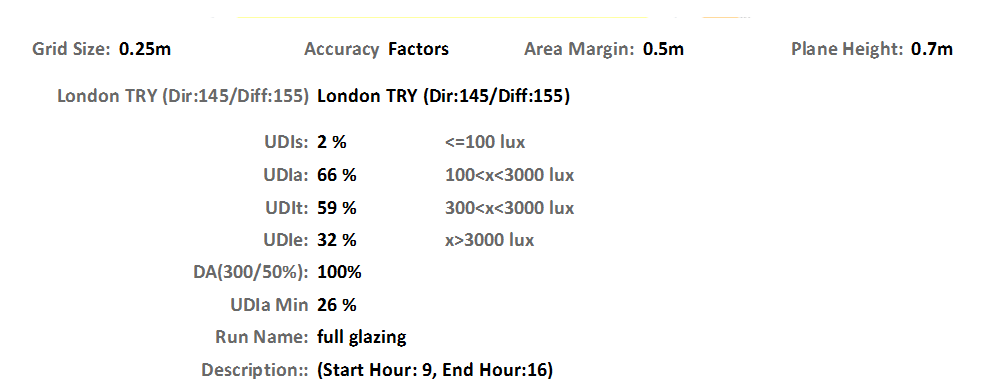 Grid Size: 0.25m Accuracy Factors Area Margin: 0.5m Plane Height: 0.7m
London TRY (Dir:145/Diff:155) London TRY (Dir:145/Diff:155)
UDIs: 2 % <=100 lux
UDIa: 66 % 100<x<3000 lux
UDIt: 59 % 300<x<3000 lux
UDIe: 32 % x>3000 lux
DA(300/50%): 100%
UDIa Min 26 %
Run Name: full glazing
Description:: (Start Hour: 9, End Hour:16)